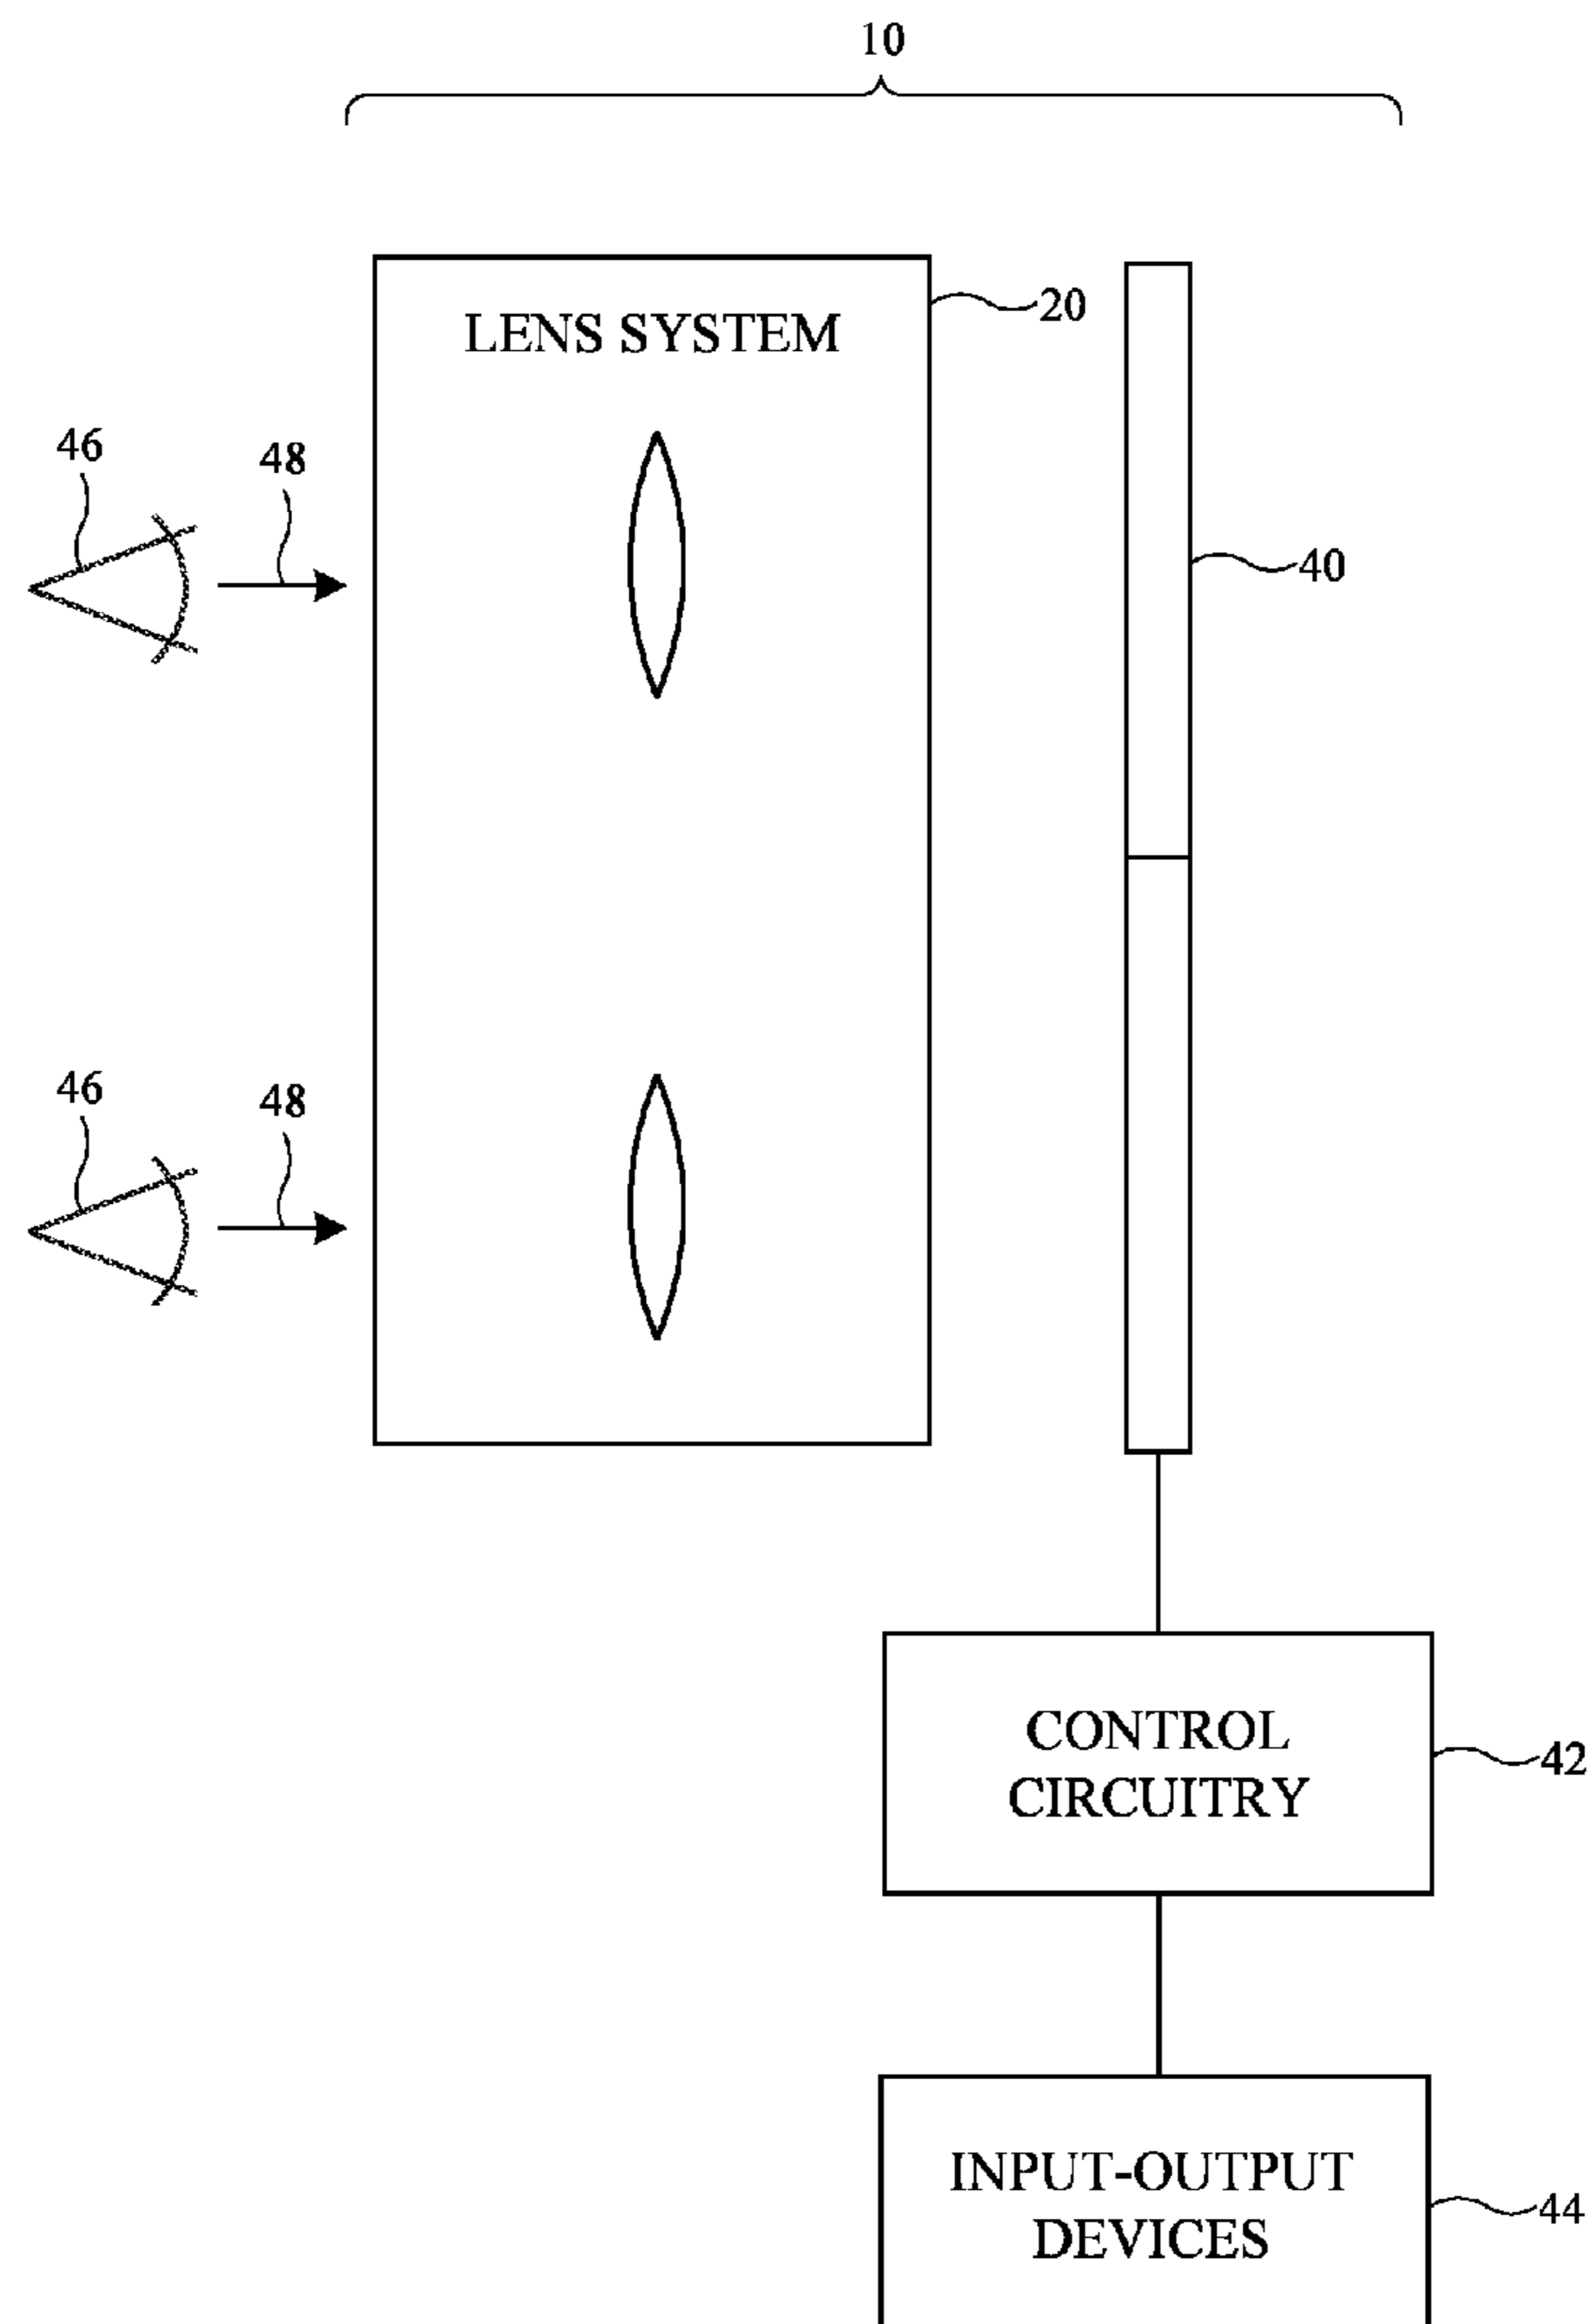 10
LENS SYSTEM
20
46
48
40
46
48
CONTROL
CIRCUITRY
42
INPUT-OUTPUT
DEVICES
44